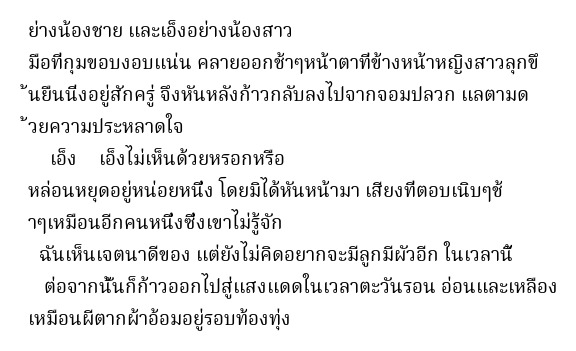 ย่างน้องชาย และเอ็งอย่างน้องสาว
มือที่กุมขอบงอบแน่น คลายออกช้าๆหน้าตาที่ข้างหน้าหญิงสาวลุกขึ
้นยืนนึ่งอยู่สักครู่ จึงหันหลังก้าวกลับลงไปจากจอมปลวก แลตามด
้วยความประหลาดใจ
เอ็ง เอ็งไม่เห็นด้วยหรอกหรือ
หล่อนหยุดอยู่หน่อยหนึ่ง โดยมิได้หันหน้ามา เสียงที่ตอบเนิบๆช้
าๆเหมือนอีกคนหนึ่งซึ่งเขาไม่รู้จัก
ฉันเห็นเจตนาดีของ แต่ยังไม่คิดอยากจะมีลูกมีผัวอีก ในเวลานี้
ต่อจากนั้นก็ก้าวออกไปสู่แสงแดดในเวลาตะวันรอน อ่อนและเหลือง
เหมือนผีตากผ้าอ้อมอยู่รอบท้องทุ่ง